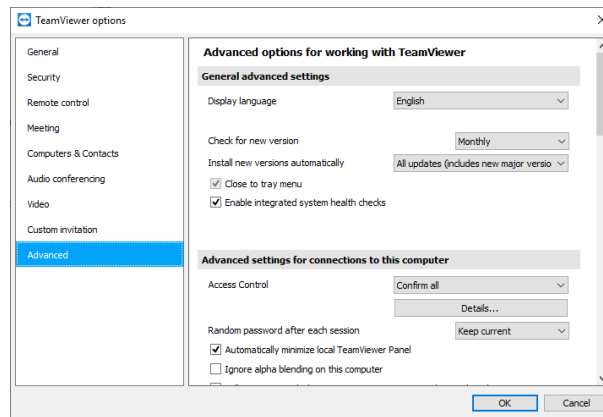 TeamViewer options
General
Security
Remote control
Meeting
Computers & Contacts
Audio conferencing
Video
Custom invitation
Advanced
Advanced options for working with TeamViewer
General advanced settings
Display language English
Check for new version Monthly
Install new versions automatically All updates (includes new major versio
Close to tray menu
Enable integrated system health checks
Advanced settings for connections to this computer
Access Control Confirm all
Details...
Random password after each session Keep current
Automatically minimize local TeamViewer Panel
Ignore alpha blending on this computer
OK Cancel